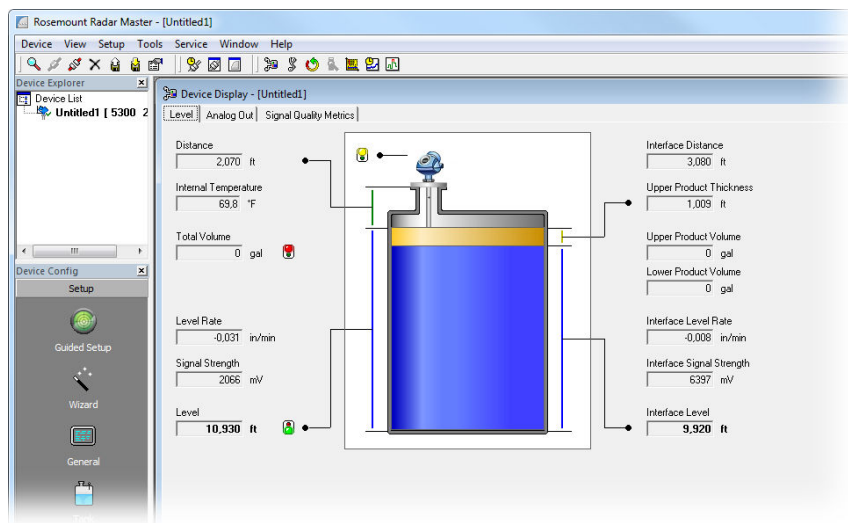 Rosemount Radar Master - [Untitled1]
Device View Setup Tools Service Window Help
Device Explorer
Device List
Untitled1 [ 5300 2
Device Config
Setup
Guided Setup
Wizard
General
Device Display - [Untitled1]
Level Analog Out Signal Quality Metrics
Distance
2,070 ft
Internal Temperature
69,8 °F
Total Volume
0 gal
Level Rate
-0,031 in/min
Signal Strength
2066 mV
Level
10,930 ft
Interface Distance
3,080 ft
Upper Product Thickness
1,009 ft
Upper Product Volume
0 gal
Lower Product Volume
0 gal
Interface Level Rate
-0,008 in/min
Interface Signal Strength
6397 mV
Interface Level
9,920 ft